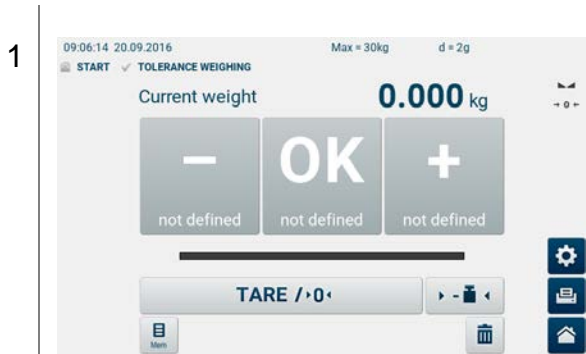 1
09:06:14 20.09.2016 Max = 30kg d = 2g
START TOLERANCE WEIGHING
Current weight 0.000 kg
→ 0 ←
− OK +
not defined not defined not defined
TARE / 0
Mem